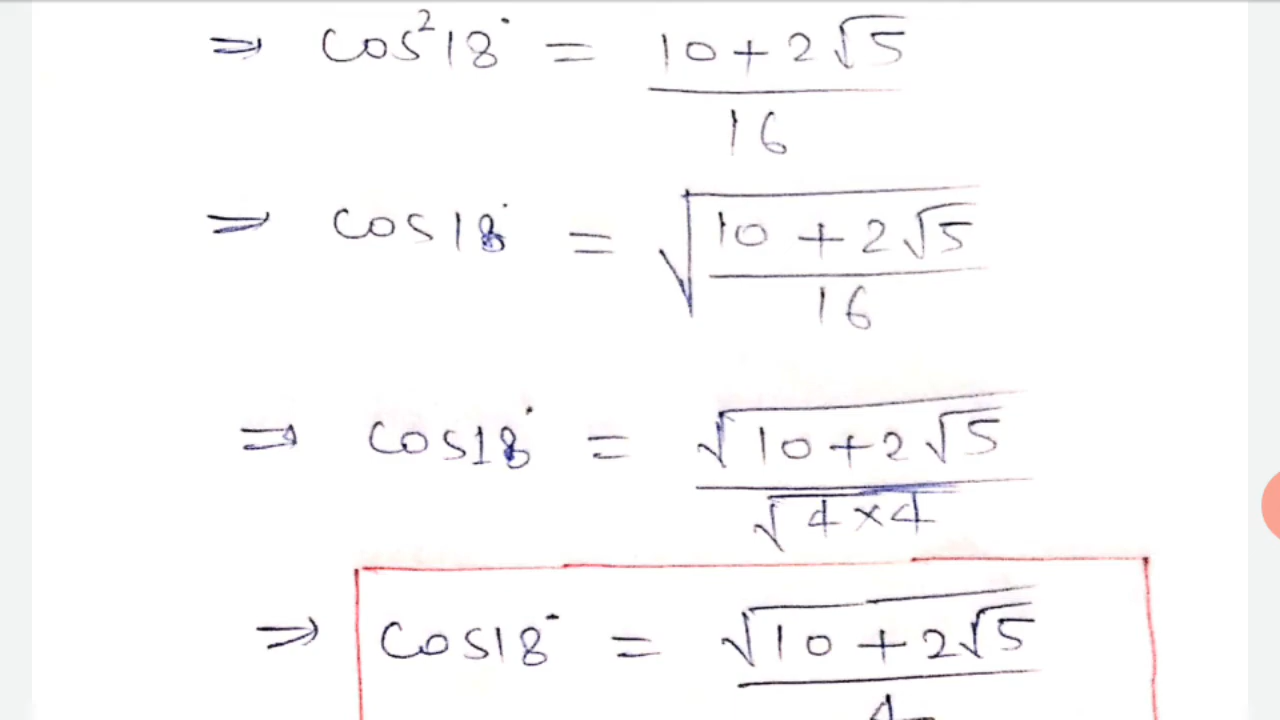 ⇒ cos²18° = 10+2√5 / 16
⇒ cos18° = √(10+2√5 / 16)
⇒ cos18° = √(10+2√5) / √(4×4)
⇒ cos18° = √(10+2√5) / 4